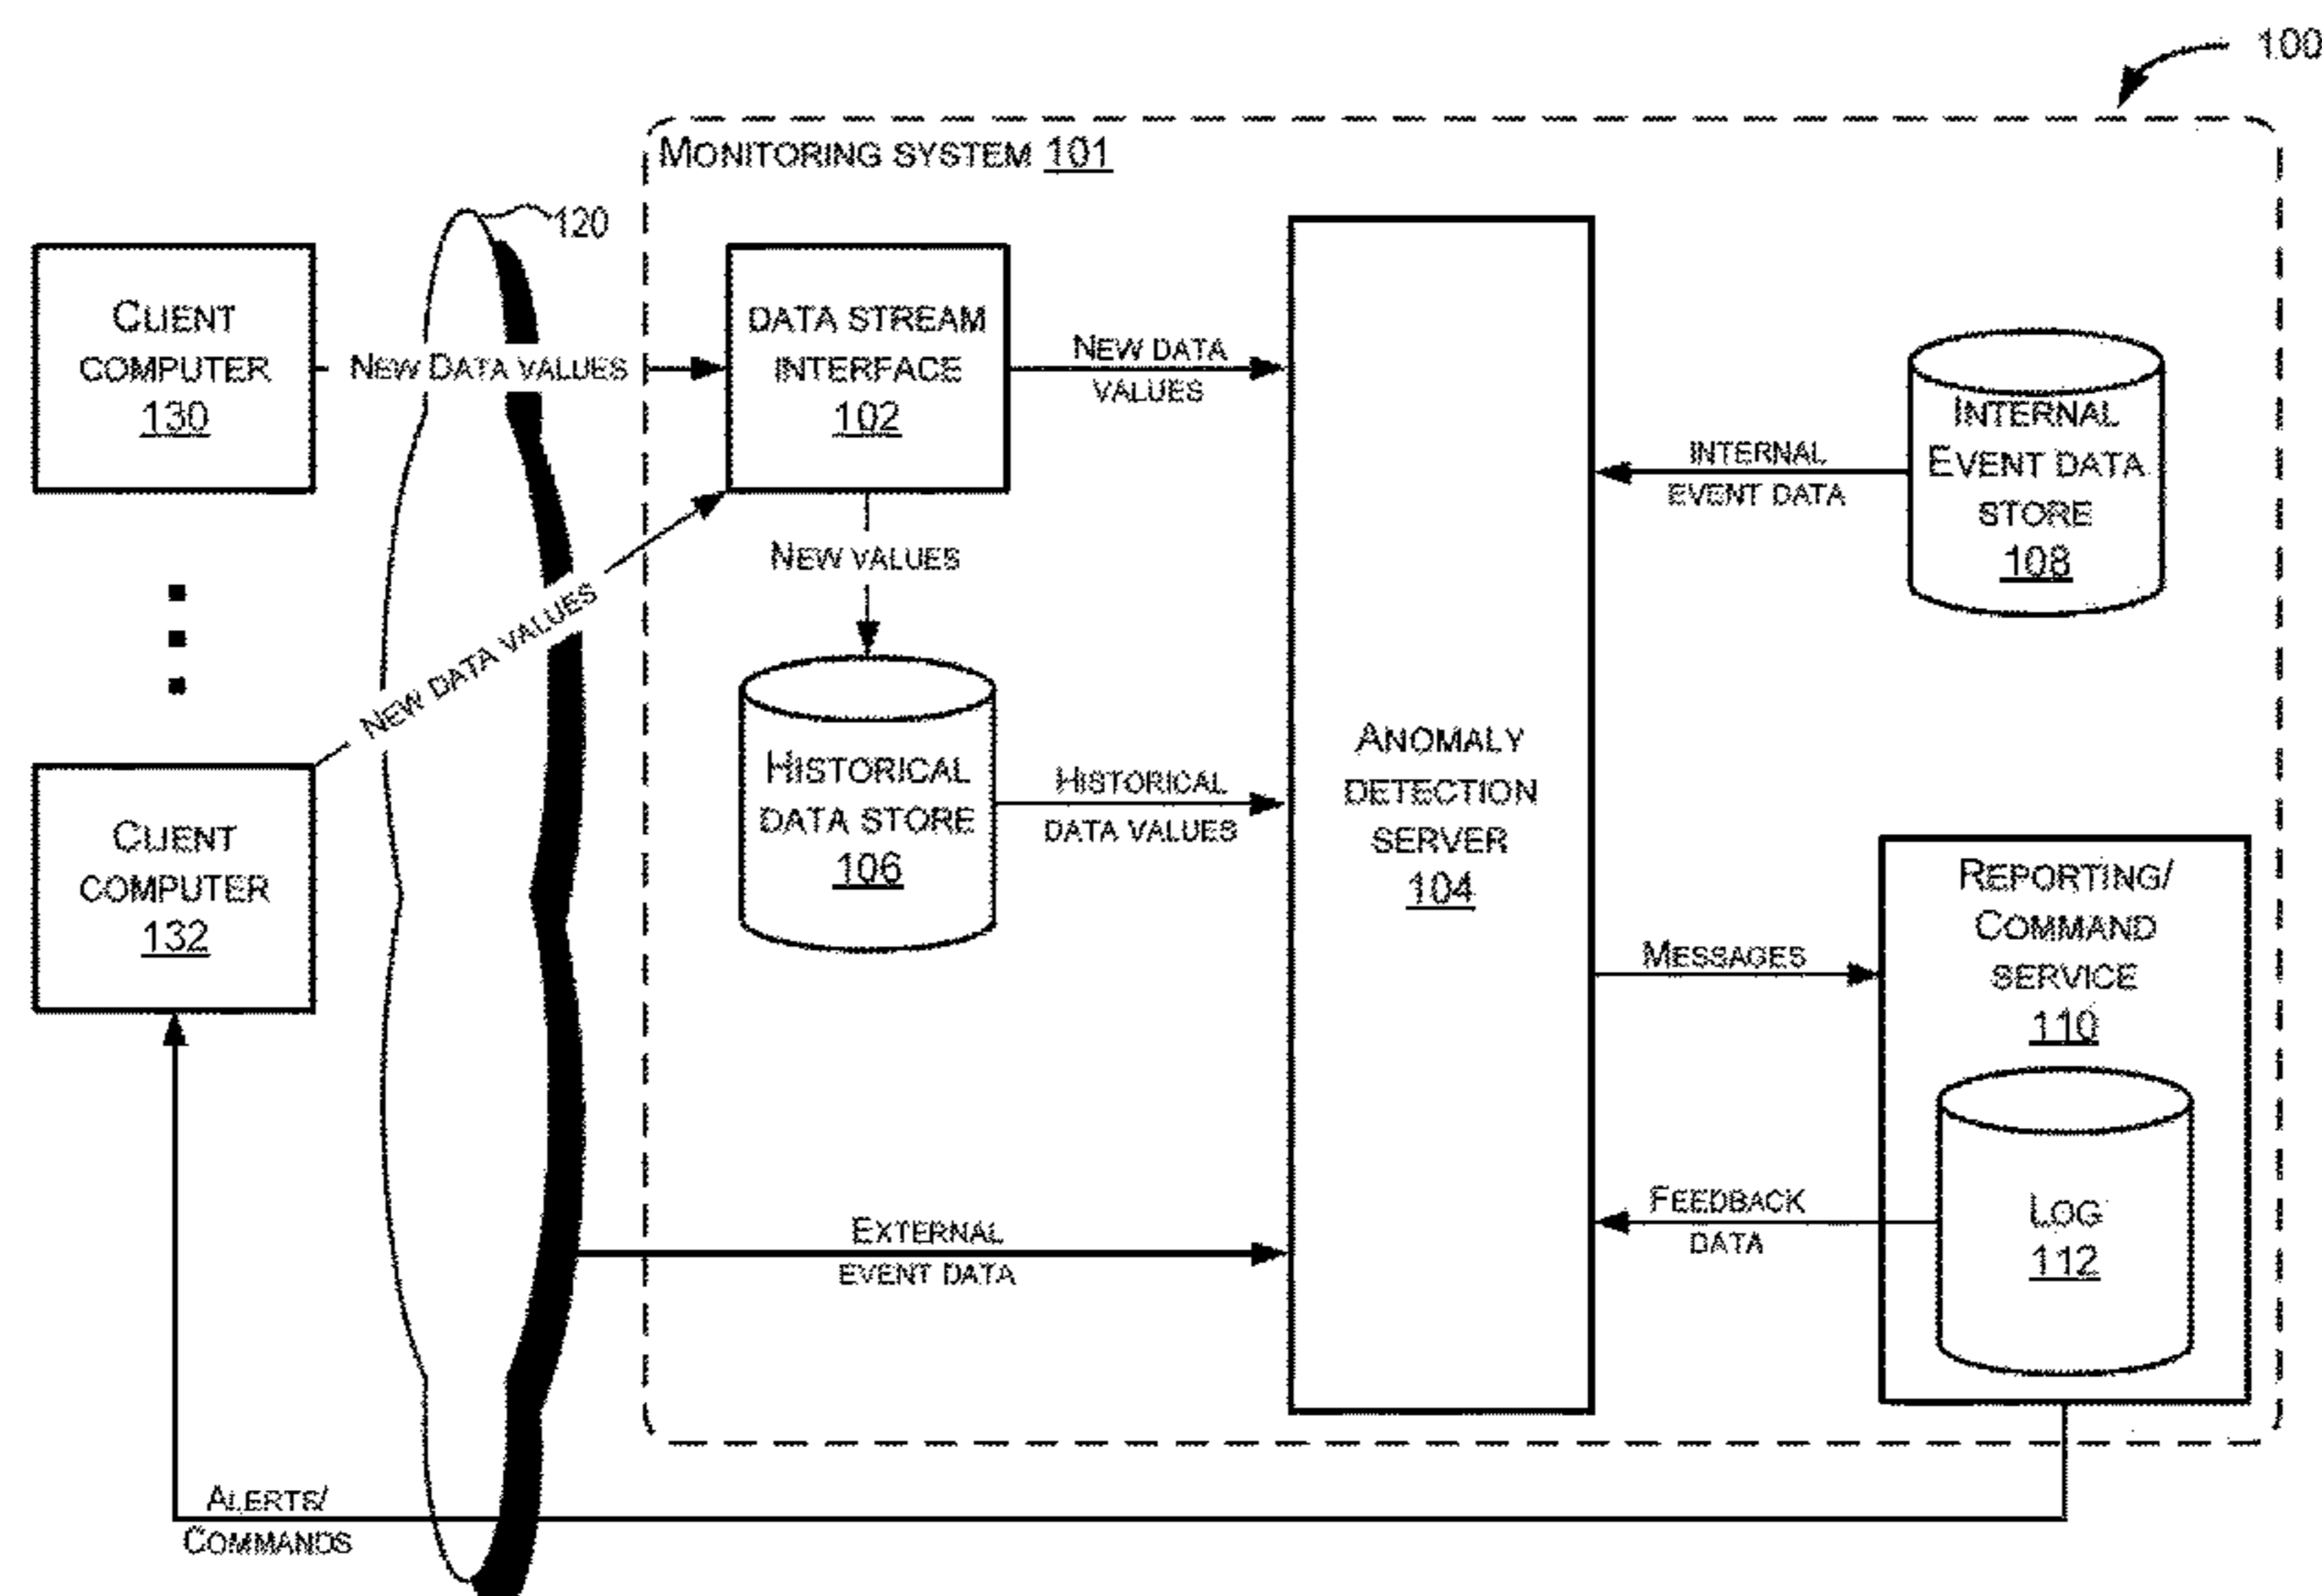 100
MONITORING SYSTEM 101
120
CLIENT
COMPUTER
130
NEW DATA VALUES
DATA STREAM
INTERFACE
102
NEW DATA
VALUES
INTERNAL
EVENT DATA
STORE
108
INTERNAL
EVENT DATA
NEW VALUES
NEW DATA VALUES
HISTORICAL
DATA STORE
106
HISTORICAL
DATA VALUES
ANOMALY
DETECTION
SERVER
104
CLIENT
COMPUTER
132
REPORTING/
COMMAND
SERVICE
110
MESSAGES
FEEDBACK
DATA
LOG
112
EXTERNAL
EVENT DATA
ALERTS/
COMMANDS